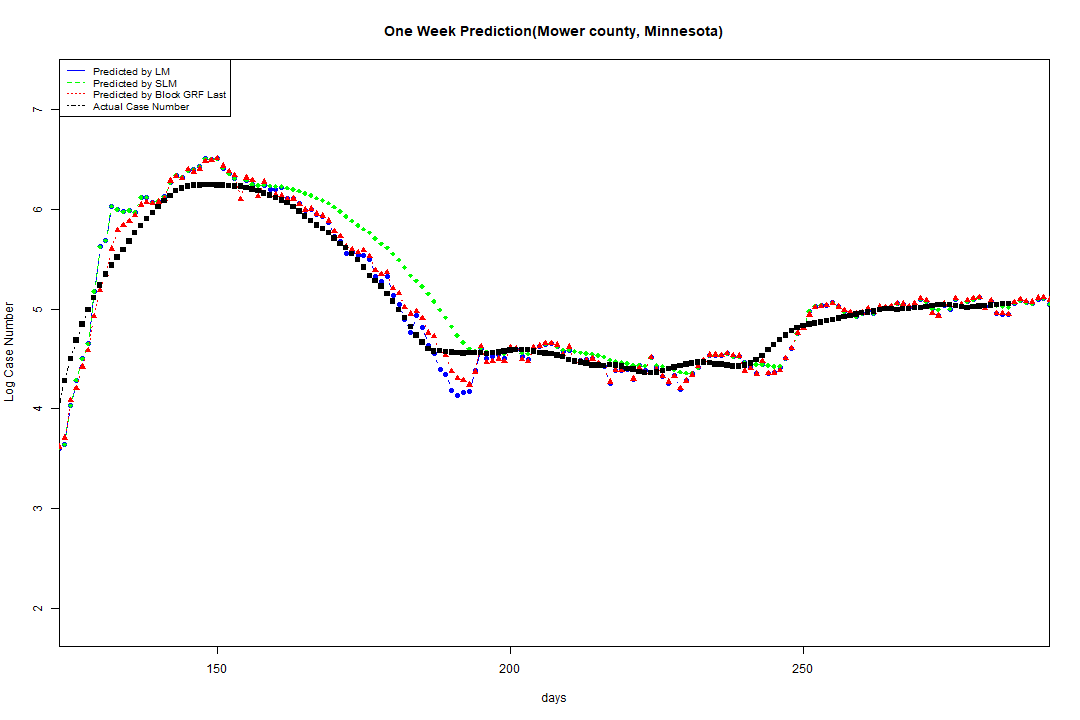 One Week Prediction(Mower county, Minnesota)
Predicted by LM
Predicted by SLM
Predicted by Block GRF Last
Actual Case Number
7
6
5
4
3
2
Log Case Number
150
200
250
days